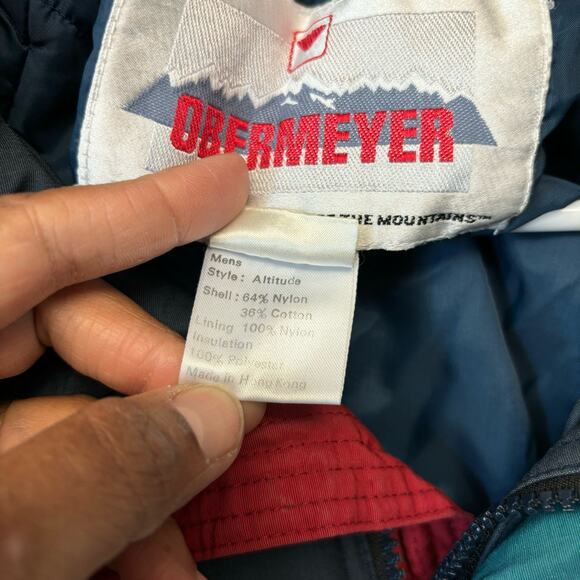 OBERMEYER
THE MOUNTAINS™
Mens
Style: Altitude
Shell: 64% Nylon
36% Cotton
Lining 100% Nylon
Insulation
100% Polyester
Made in Hong Kong